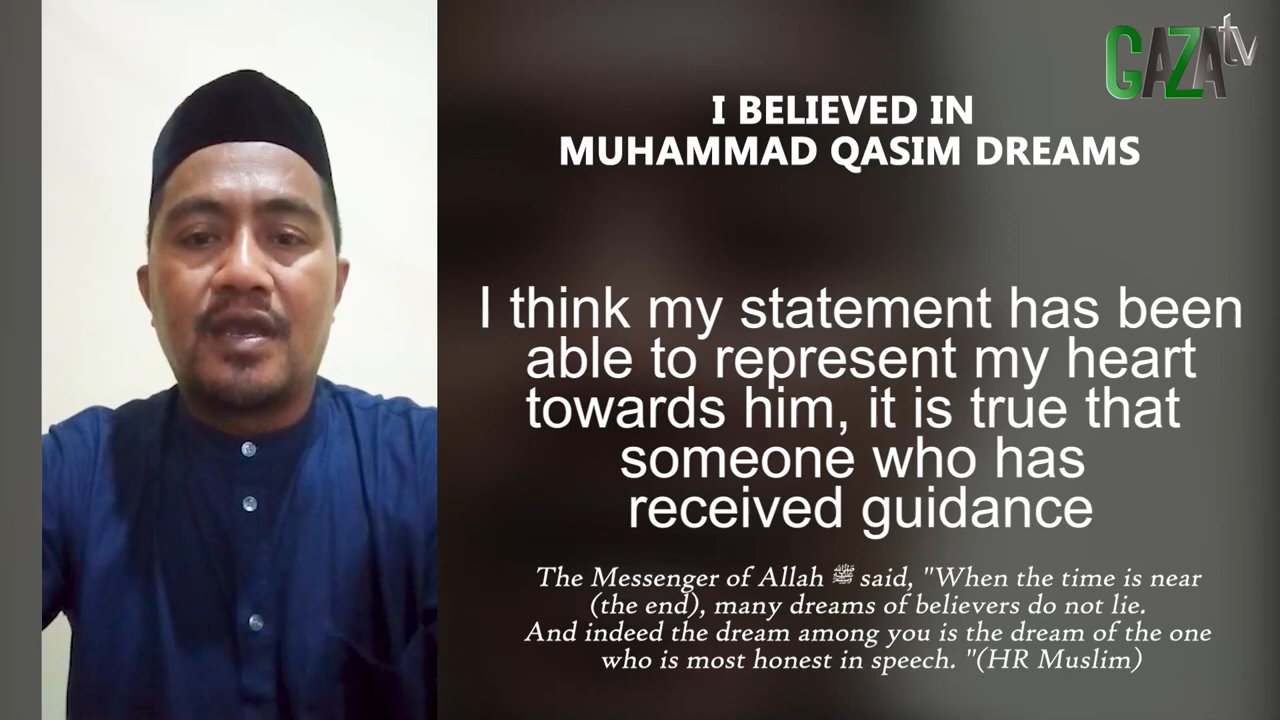 GAZA tv
I BELIEVED IN
MUHAMMAD QASIM DREAMS
I think my statement has been
able to represent my heart
towards him, it is true that
someone who has
received guidance
The Messenger of Allah ﷺ said, "When the time is near
(the end), many dreams of believers do not lie.
And indeed the dream among you is the dream of the one
who is most honest in speech. "(HR Muslim)